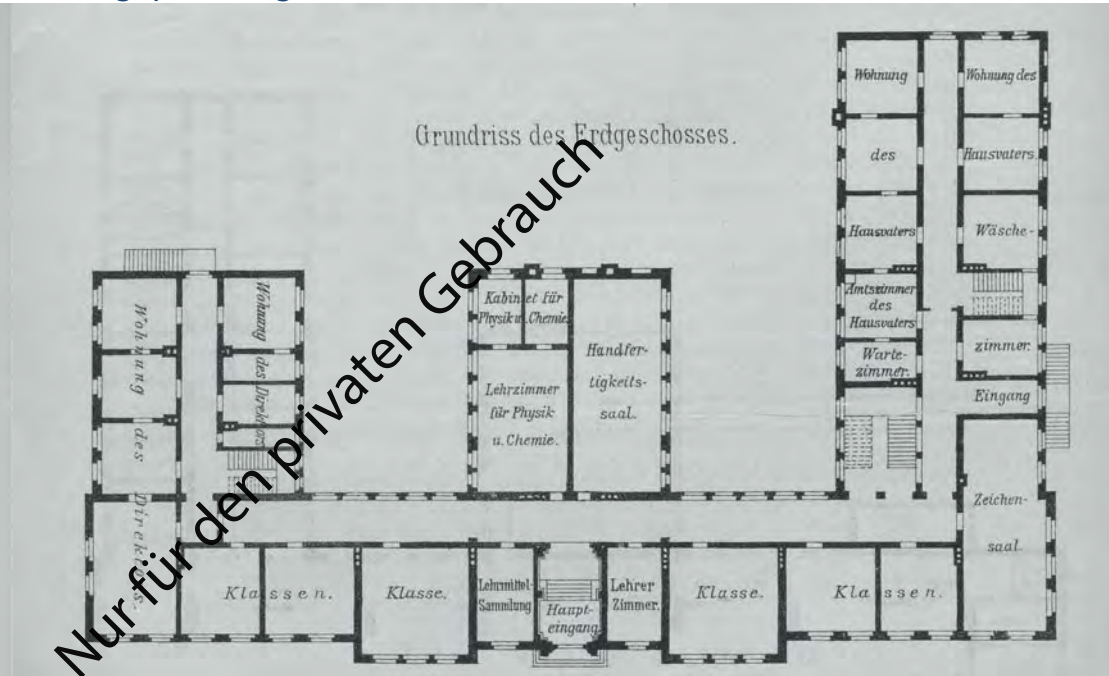 Grundriss des Erdgeschosses.
Nur für den privaten Gebrauch
Wohnung
des
Hausvaters
Amtszimmer
des
Hausvaters
Warte-
zimmer.
Wohnung des
Hausvaters.
Wäsche-
zimmer.
Eingang
Zeichen-
saal.
Wohnung des Direktors.
Wohnung des Direktors
Kabinet für
Physik u. Chemie.
Lehrzimmer
für Physik
u. Chemie.
Handfer-
tigkeits-
saal.
Klassen.
Klasse.
Lehrmittel-
Sammlung
Haupt-
eingang.
Lehrer
Zimmer.
Klasse.
Klassen.